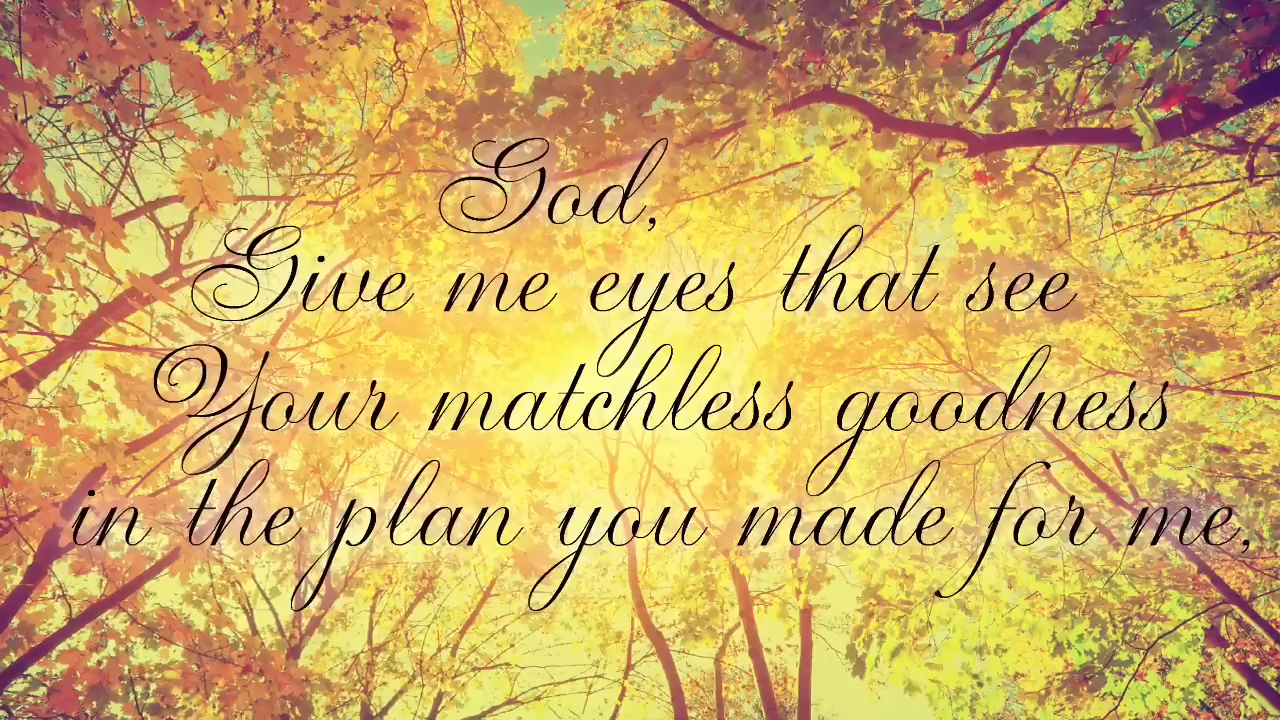 God,
Give me eyes that see
Your matchless goodness
in the plan you made for me,